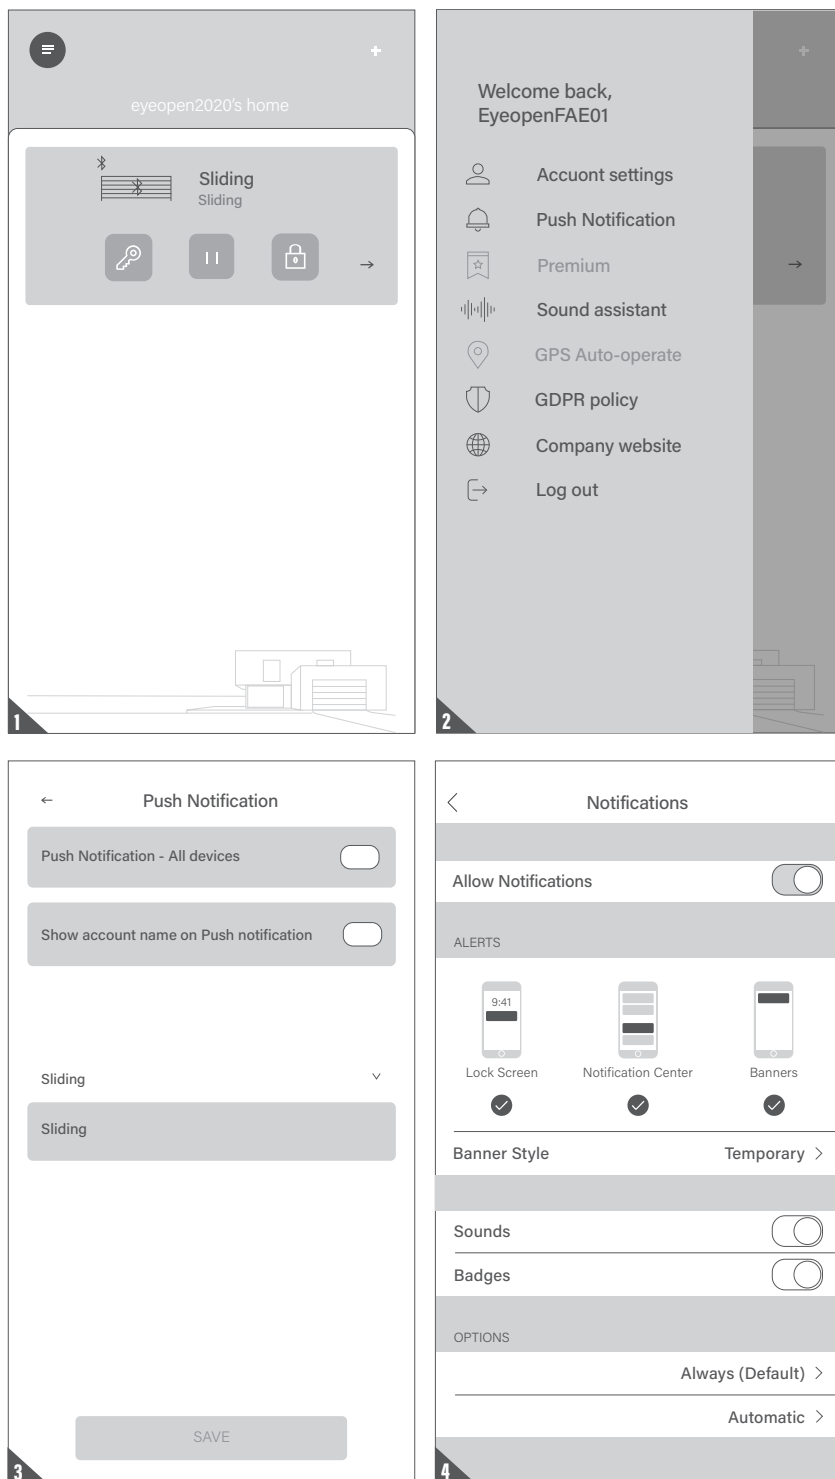 eyeopen2020's home
Sliding
Sliding
1
Welcome back,
EyeopenFAE01
Accuont settings
Push Notification
Premium
Sound assistant
GPS Auto-operate
GDPR policy
Company website
Log out
2
Push Notification
Push Notification - All devices
Show account name on Push notification
Sliding
Sliding
SAVE
3
Notifications
Allow Notifications
ALERTS
9:41
Lock Screen Notification Center Banners
Banner Style Temporary
Sounds
Badges
OPTIONS
Always (Default)
Automatic
4